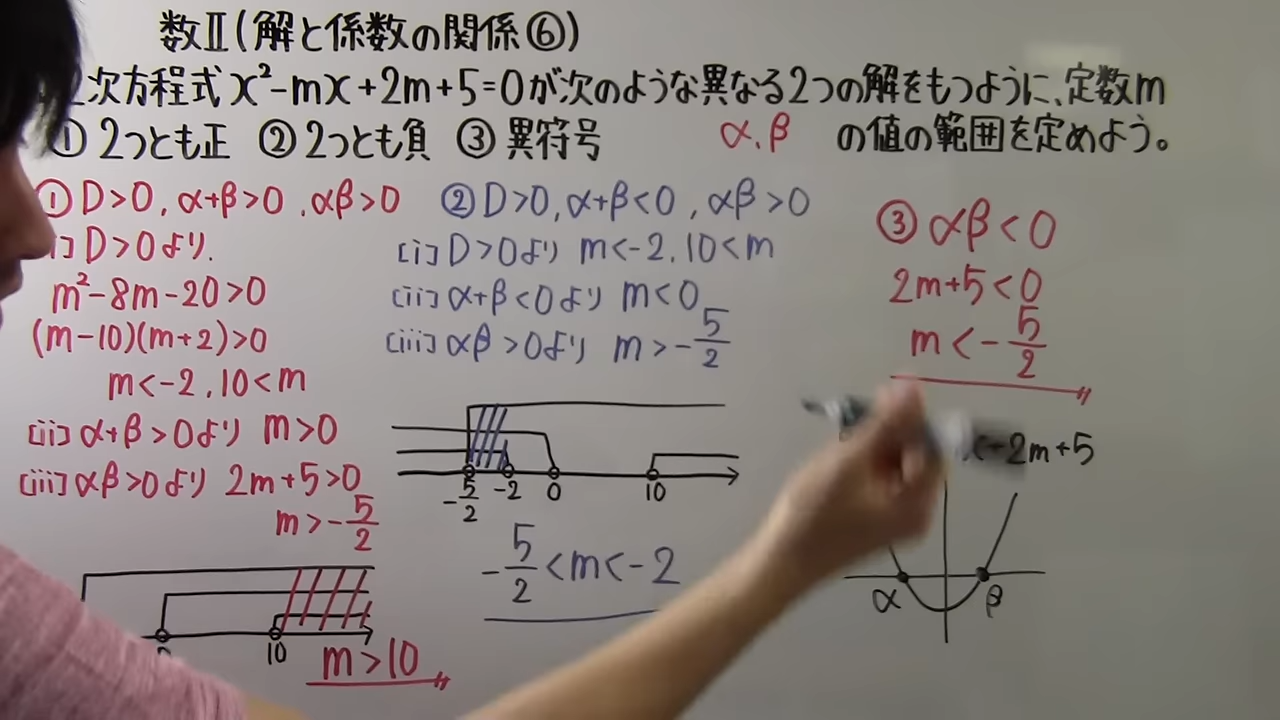 数Ⅱ(解と係数の関係⑥)
次方程式 x²-mx+2m+5=0が次のような異なる2つの解をもつように、定数m
① 2つとも正 ② 2つとも負 ③ 異符号 α、β の値の範囲を定めよう。
① D>0, α+β>0, αβ>0
D>0より.
m²-8m-20>0
(m-10)(m+2)>0
m<-2, 10<m
[ii] α+β>0より m>0
[iii] αβ>0より 2m+5>0
m>-5/2
10
m>10
② D>0, α+β<0, αβ>0
[i] D>0より m<-2, 10<m
[ii] α+β<0より m<0
[iii] αβ>0より m>-5/2
-5/2 -2 0 10
-5/2<m<-2
③ αβ<0
2m+5<0
m<-5/2
2m+5
α β